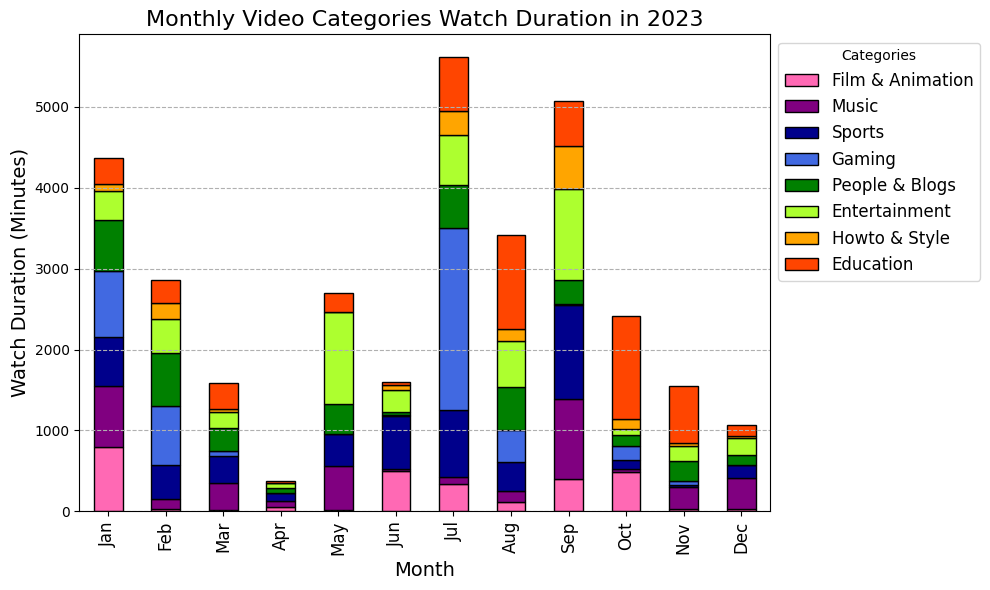 Monthly Video Categories Watch Duration in 2023
Categories
Film & Animation
Music
Sports
Gaming
People & Blogs
Entertainment
Howto & Style
Education
Watch Duration (Minutes)
5000
4000
3000
2000
1000
0
Jan
Feb
Mar
Apr
May
Jun
Jul
Aug
Sep
Oct
Nov
Dec
Month